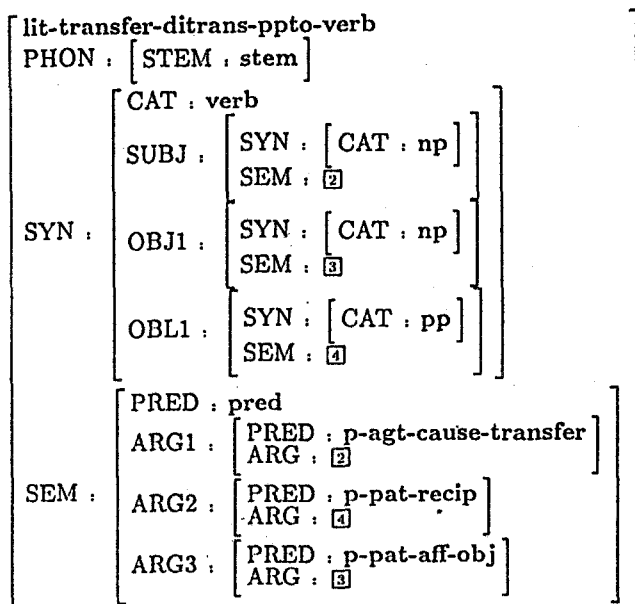 lit-transfer-ditrans-ppto-verb
PHON : [ STEM : stem ]
CAT : verb
SUBJ : [ SYN : [ CAT : np ]
SEM : 2 ]
SYN : OBJ1 : [ SYN : [ CAT : np ]
SEM : 3 ]
OBL1 : [ SYN : [ CAT : pp ]
SEM : 4 ]
PRED : pred
ARG1 : [ PRED : p-agt-cause-transfer
ARG : 2 ]
SEM : ARG2 : [ PRED : p-pat-recip
ARG : 4 ]
ARG3 : [ PRED : p-pat-aff-obj
ARG : 3 ]